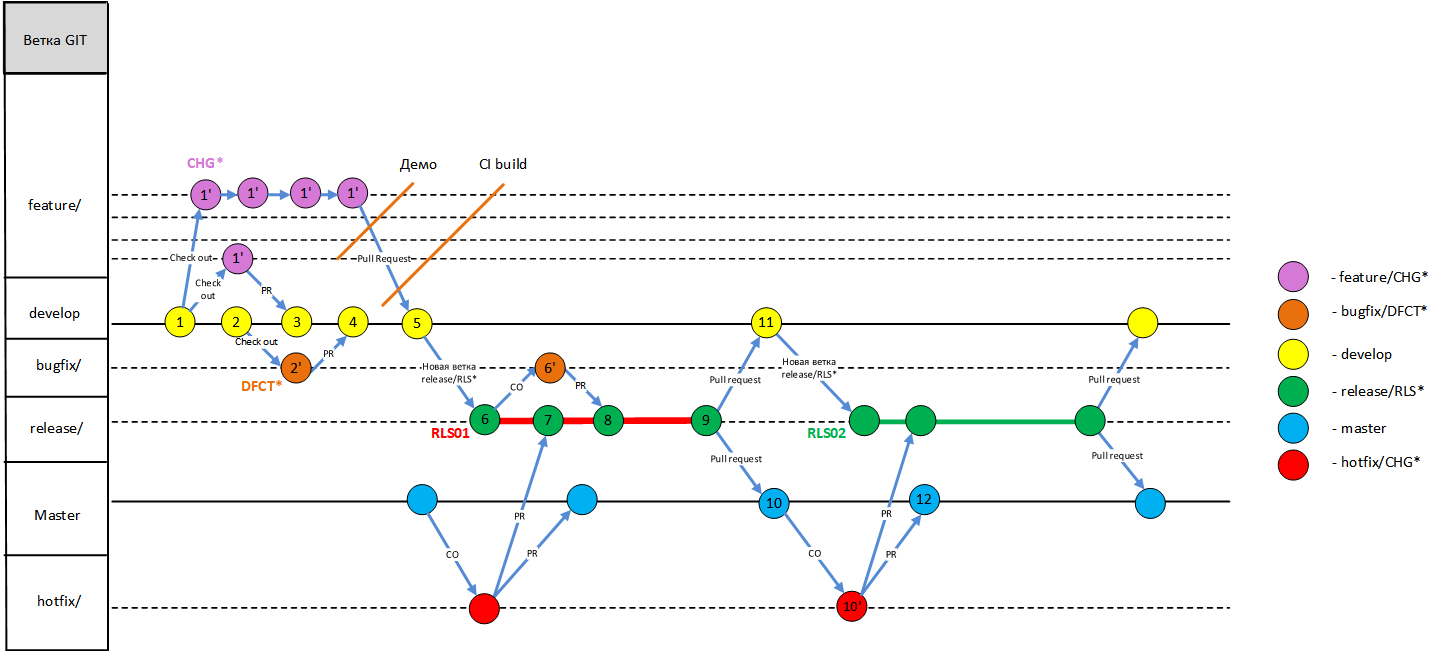 Ветка GIT
feature/
develop
bugfix/
release/
Master
hotfix/
CHG*
Демо
CI build
1'
1'
1'
1'
Check out
1'
Pull Request
Check
out
PR
1
2
3
4
5
11
Check out
PR
2'
DFCT*
Новая ветка
release/RLS*
6'
CO
PR
Pull request
Новая ветка
release/RLS*
Pull request
RLS01
6
7
8
9
RLS02
Pull request
Pull request
10
12
PR
PR
CO
PR
CO
PR
10'
- feature/CHG*
- bugfix/DFCT*
- develop
- release/RLS*
- master
- hotfix/CHG*